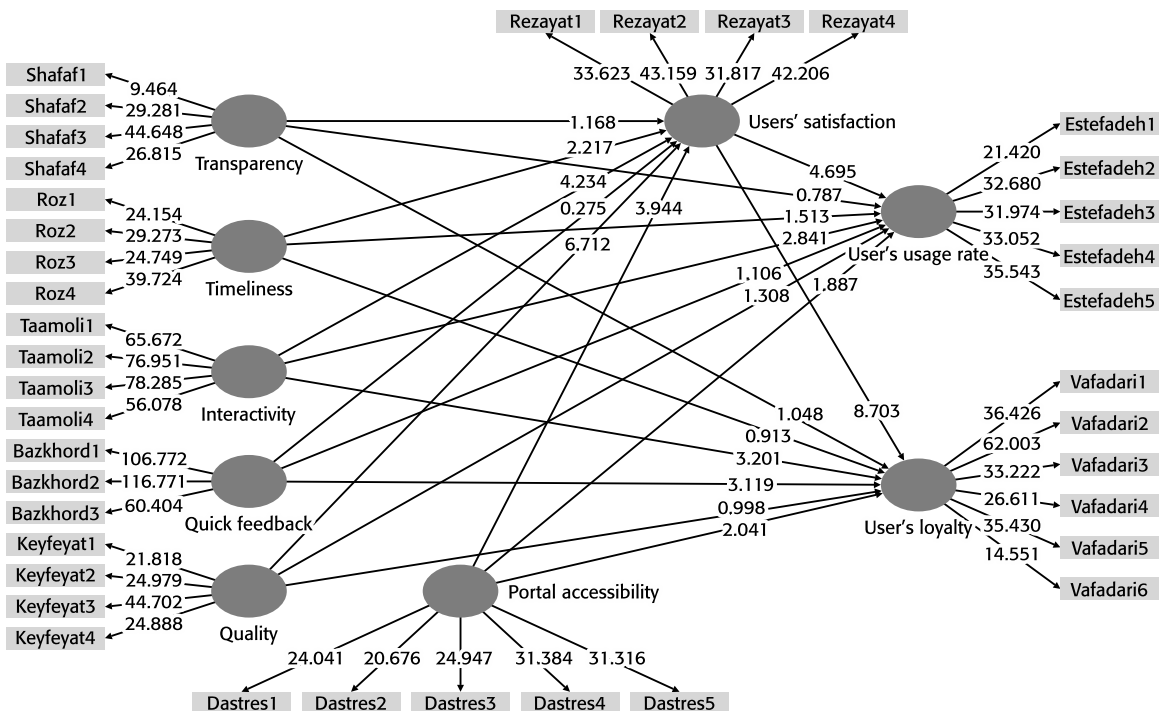 Rezayat1 Rezayat2 Rezayat3 Rezayat4
33.623 43.159 31.817 42.206
Users’ satisfaction
Shafaf1
Shafaf2
Shafaf3
Shafaf4
9.464
29.281
44.648
26.815
Transparency
Roz1
Roz2
Roz3
Roz4
24.154
29.273
24.749
39.724
Timeliness
Taamoli1
Taamoli2
Taamoli3
Taamoli4
65.672
76.951
78.285
56.078
Interactivity
Bazkhord1
Bazkhord2
Bazkhord3
106.772
116.771
60.404
Quick feedback
Keyfeyat1
Keyfeyat2
Keyfeyat3
Keyfeyat4
21.818
24.979
44.702
24.888
Quality
1.168
2.217
4.234
0.275
3.944
6.712
4.695
0.787
1.513
2.841
1.106
1.308
1.887
8.703
1.048
0.913
3.201
3.119
0.998
2.041
User’s usage rate
21.420
32.680
31.974
33.052
35.543
Estefadeh1
Estefadeh2
Estefadeh3
Estefadeh4
Estefadeh5
User’s loyalty
36.426
62.003
33.222
26.611
35.430
14.551
Vafadari1
Vafadari2
Vafadari3
Vafadari4
Vafadari5
Vafadari6
Portal accessibility
24.041 20.676 24.947 31.384 31.316
Dastres1 Dastres2 Dastres3 Dastres4 Dastres5